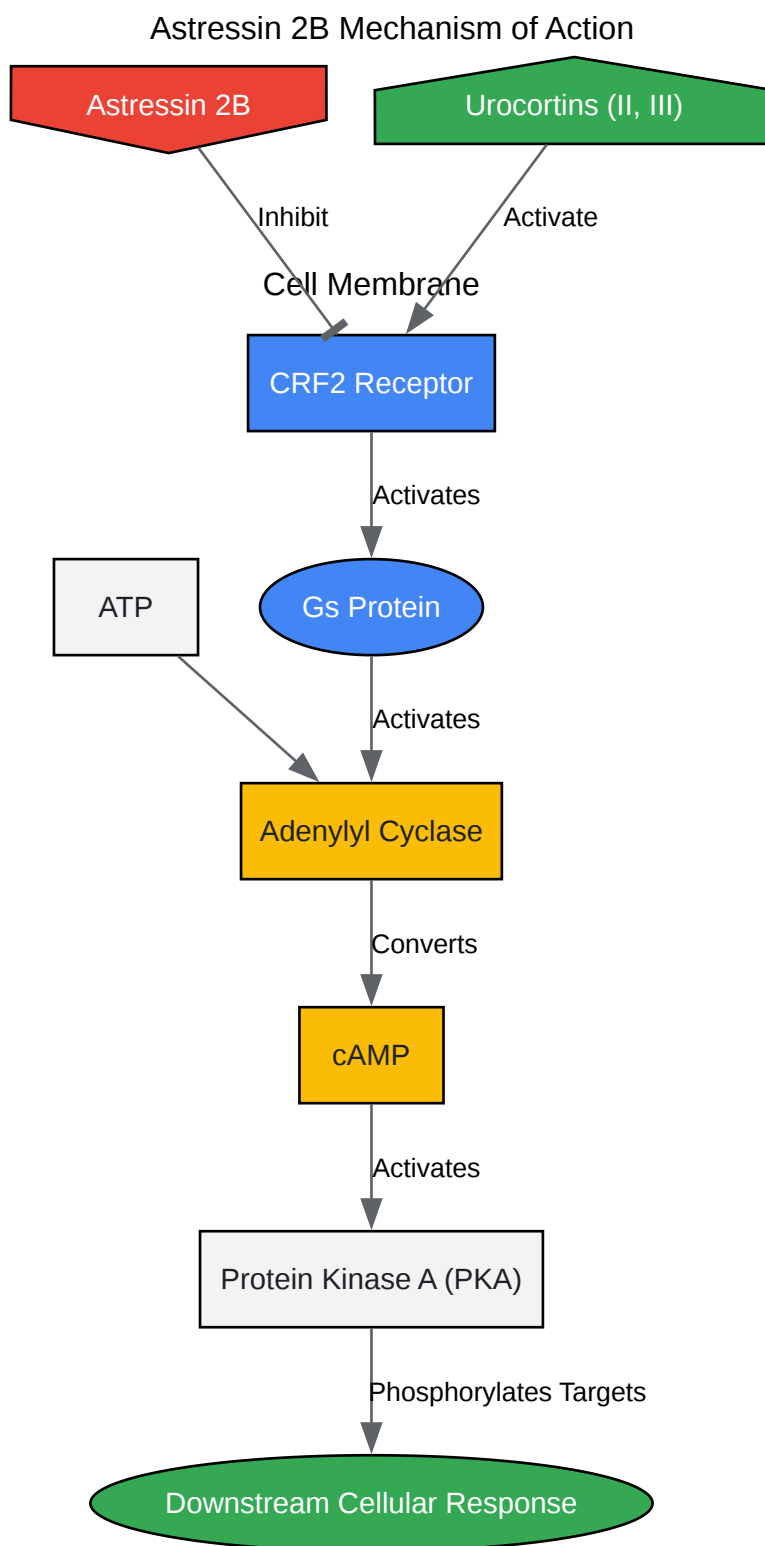 Astressin 2B Mechanism of Action
Astressin 2B
Urocortins (II, III)
Inhibit
Activate
Cell Membrane
CRF2 Receptor
Activates
ATP
Gs Protein
Activates
Adenylyl Cyclase
Converts
cAMP
Activates
Protein Kinase A (PKA)
Phosphorylates Targets
Downstream Cellular Response